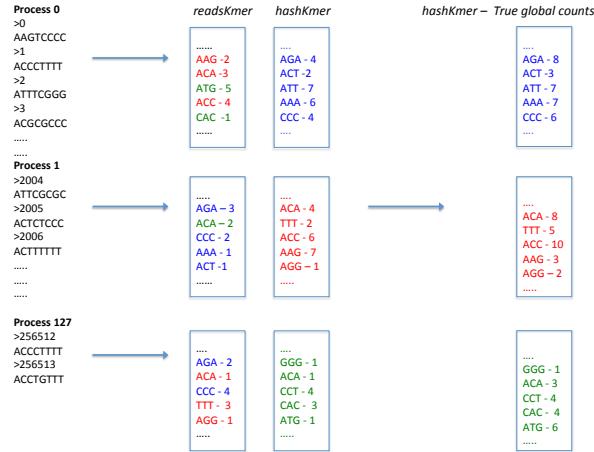 Process 0 readsKmer hashKmer hashKmer – True global counts
>0
AAGTCCCC
>1
ACCCTTTT
>2
ATTTCGGG
>3
ACGCGCCC
.....
.....
......
AAG -2
ACA -3
ATG - 5
ACC - 4
CAC -1
......
....
AGA - 4
ACT -2
ATT - 7
AAA - 6
CCC - 4
....
....
AGA - 8
ACT -3
ATT - 7
AAA - 7
CCC - 6
....
Process 1
>2004
ATTCGCGC
>2005
ACTCTCCC
>2006
ACTTTTTT
.....
.....
.....
.....
AGA – 3
ACA – 2
CCC - 2
AAA - 1
ACT -1
......
....
ACA - 4
TTT - 2
ACC - 6
AAG - 7
AGG – 1
.....
....
ACA - 8
TTT - 5
ACC - 10
AAG - 3
AGG – 2
.....
Process 127
>256512
ACCCTTTT
>256513
ACCTGTTT
....
AGA - 2
ACA - 1
CCC - 4
TTT - 3
AGG - 1
.....
....
GGG - 1
ACA - 1
CCT - 4
CAC - 3
ATG - 1
.....
....
GGG - 1
ACA - 3
CCT - 4
CAC - 4
ATG - 6
.....